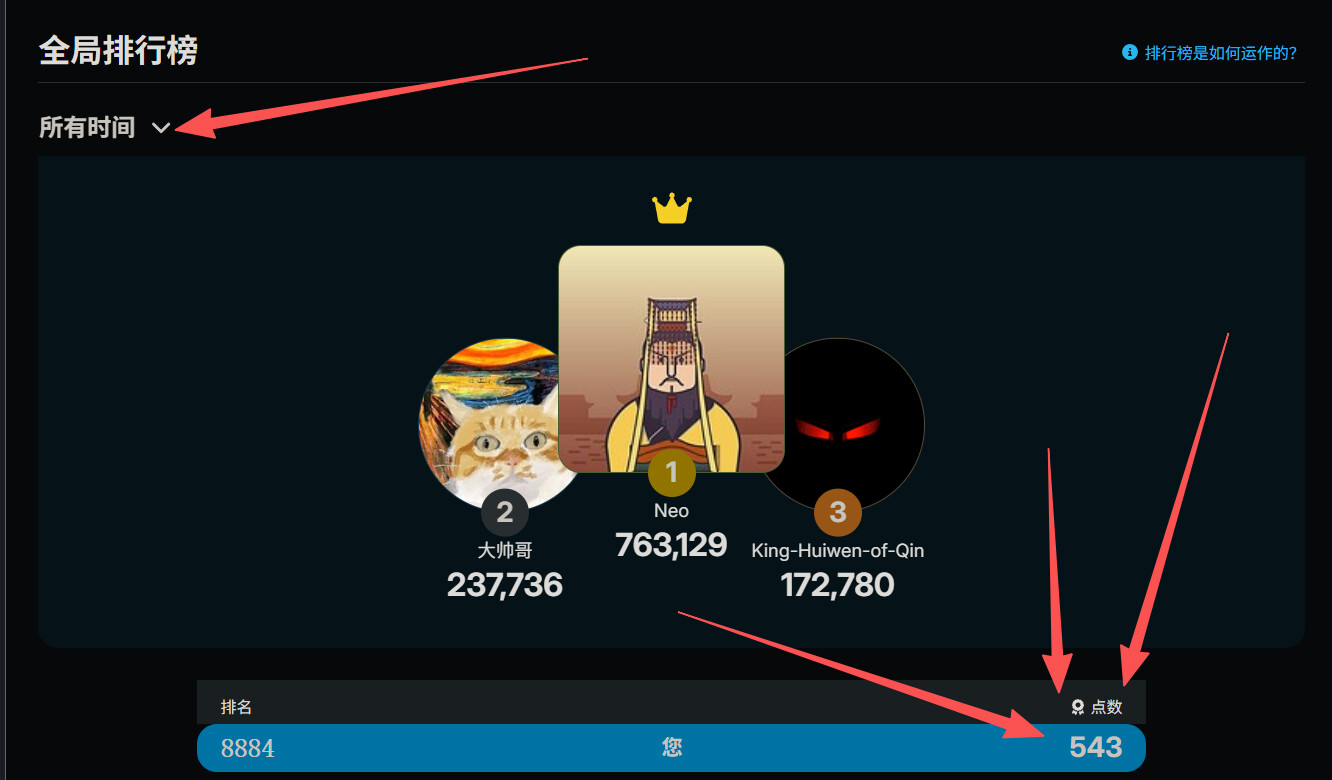 全局排行榜
排行榜是如何运作的?
所有时间
1
Neo
763,129
2
大帅哥
237,736
3
King-Huiwen-of-Qin
172,780
排名 点数
8884 您 543